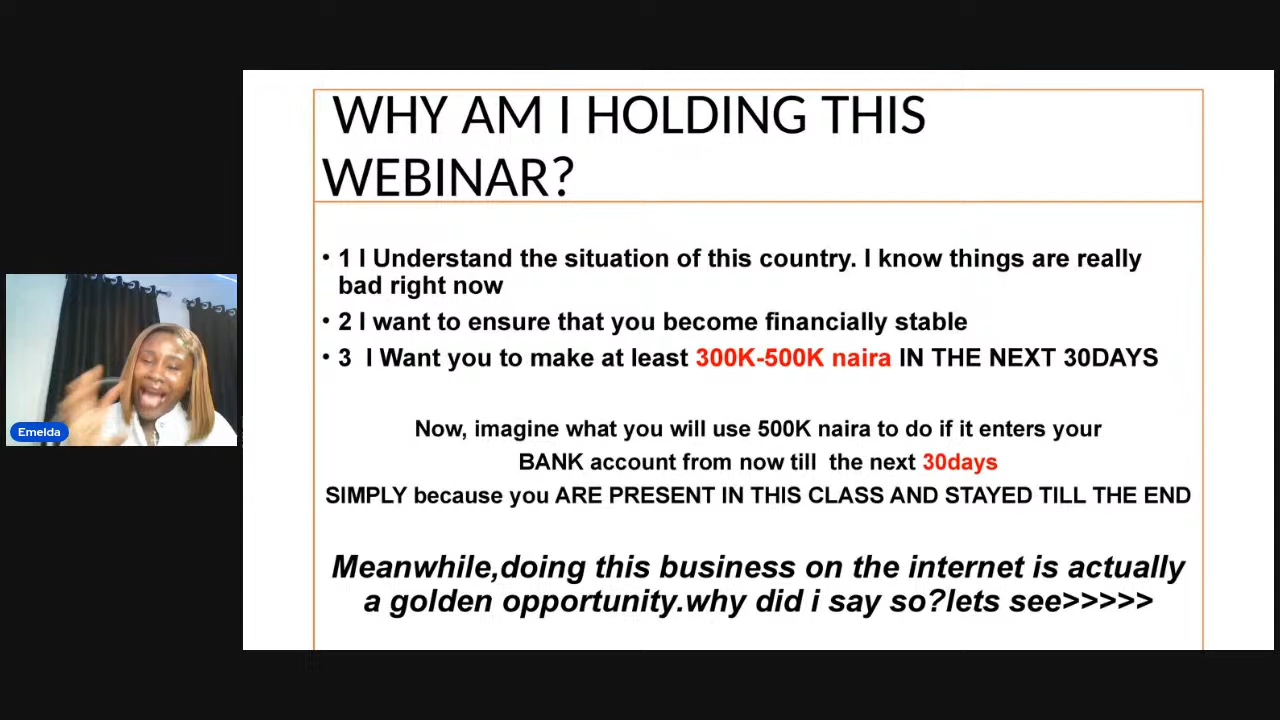 WHY AM I HOLDING THIS
WEBINAR?
• 1 I Understand the situation of this country. I know things are really
bad right now
• 2 I want to ensure that you become financially stable
• 3 I Want you to make at least 300K-500K naira IN THE NEXT 30DAYS
Now, imagine what you will use 500K naira to do if it enters your
BANK account from now till the next 30days
SIMPLY because you ARE PRESENT IN THIS CLASS AND STAYED TILL THE END
Meanwhile,doing this business on the internet is actually
a golden opportunity.why did i say so?lets see>>>>>
Emelda